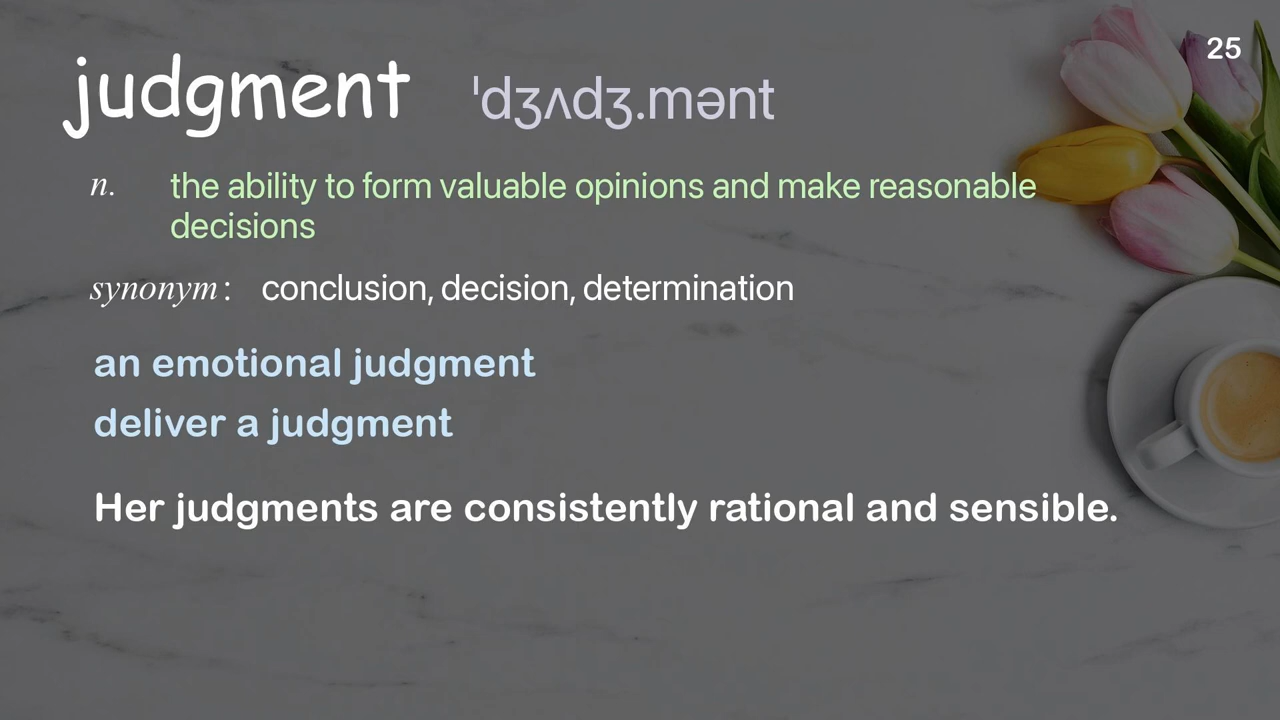 25
judgment ˈdʒʌdʒ.mənt
n. the ability to form valuable opinions and make reasonable
decisions
synonym: conclusion, decision, determination
an emotional judgment
deliver a judgment
Her judgments are consistently rational and sensible.